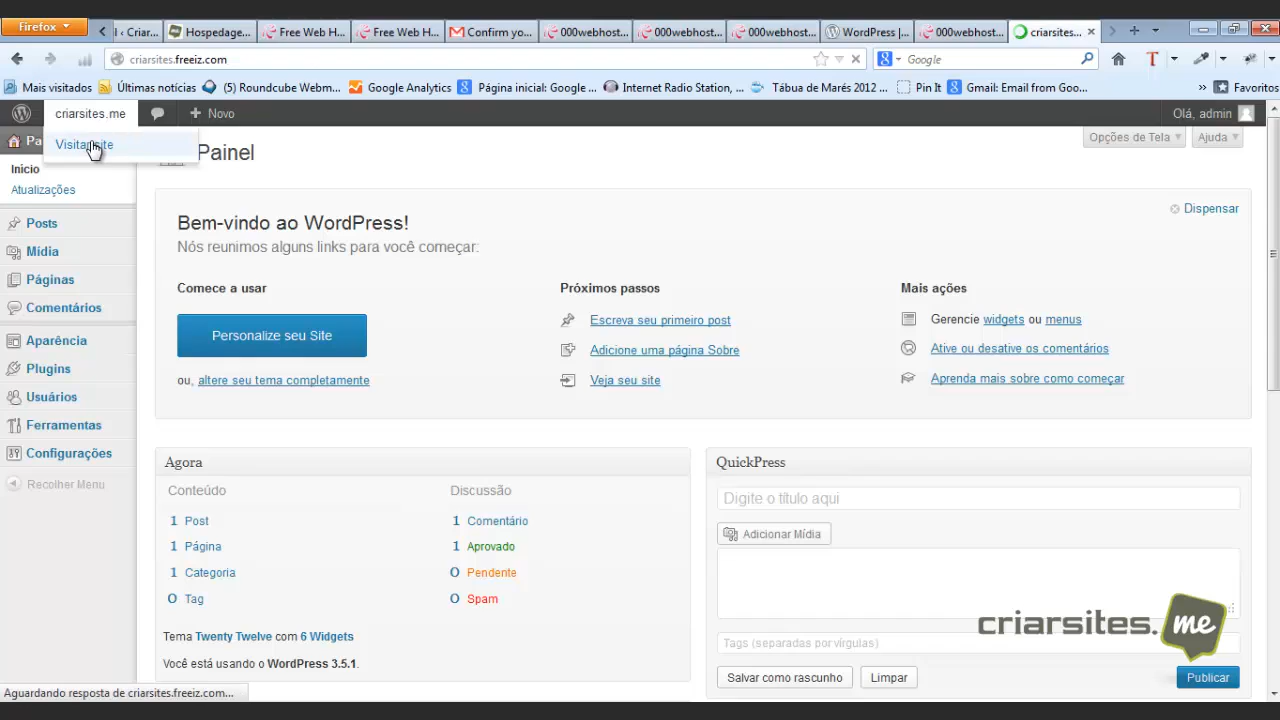 Firefox
l ‹ Criar...
Hospedage...
Free Web H...
Free Web H...
Confirm yo...
000webhost...
000webhost...
000webhost...
WordPress |...
000webhost...
criarsites...
criarsites.freeiz.com
Google
Mais visitados
Últimas notícias
(5) Roundcube Webm...
Google Analytics
Página inicial: Google ...
Internet Radio Station, ...
Tábua de Marés 2012 ...
Pin It
Gmail: Email from Goo...
Favoritos
criarsites.me
Novo
Olá, admin
Pa
Painel
Opções de Tela
Ajuda
Início
Atualizações
Posts
Mídia
Páginas
Comentários
Aparência
Plugins
Usuários
Ferramentas
Configurações
Recolher Menu
Bem-vindo ao WordPress!
Dispensar
Nós reunimos alguns links para você começar:
Comece a usar
Personalize seu Site
ou, altere seu tema completamente
Próximos passos
Escreva seu primeiro post
Adicione uma página Sobre
Veja seu site
Mais ações
Gerencie widgets ou menus
Ative ou desative os comentários
Aprenda mais sobre como começar
Agora
Conteúdo
1 Post
1 Página
1 Categoria
0 Tag
Discussão
1 Comentário
1 Aprovado
0 Pendente
0 Spam
Tema Twenty Twelve com 6 Widgets
Você está usando o WordPress 3.5.1.
QuickPress
Digite o título aqui
Adicionar Mídia
Tags (separadas por vírgulas)
Salvar como rascunho
Limpar
Publicar
criarsites.me
Aguardando resposta de criarsites.freeiz.com...